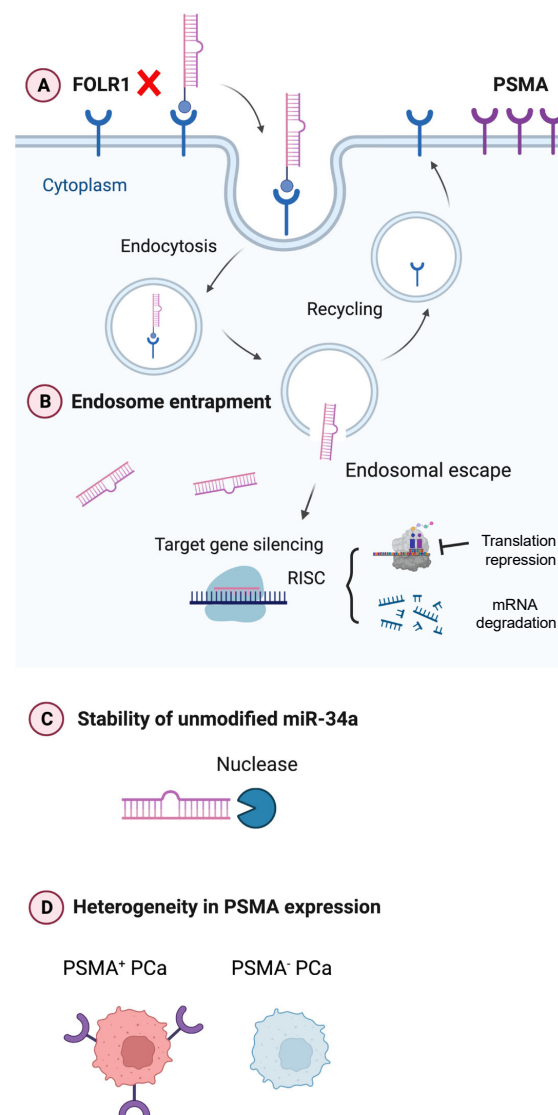 A FOLR1
PSMA
Cytoplasm
Endocytosis
Recycling
B Endosome entrapment
Endosomal escape
Target gene silencing
RISC
Translation
repression
mRNA
degradation
C Stability of unmodified miR-34a
Nuclease
D Heterogeneity in PSMA expression
PSMA⁺ PCa
PSMA⁻ PCa